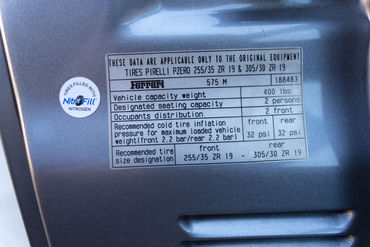 THESE DATA ARE APPLICABLE ONLY TO THE ORIGINAL EQUIPMENT
TIRES PIRELLI PZERO 255/35 ZR 19 & 305/30 ZR 19
Ferrari 575 M 188483
Vehicle capacity weight 400 lbs
Designated seating capacity 2 persons
Occupants distribution 2 front
Recommended cold tire inflation front rear
pressure for maximum loaded vehicle
weight(front 2.2 bar/rear 2.2 bar) 32 psi 32 psi
Recommended tire front rear
size designation 255/35 ZR 19 - 305/30 ZR 19
TIRES FILLED WITH
NitroFill
NITROGEN